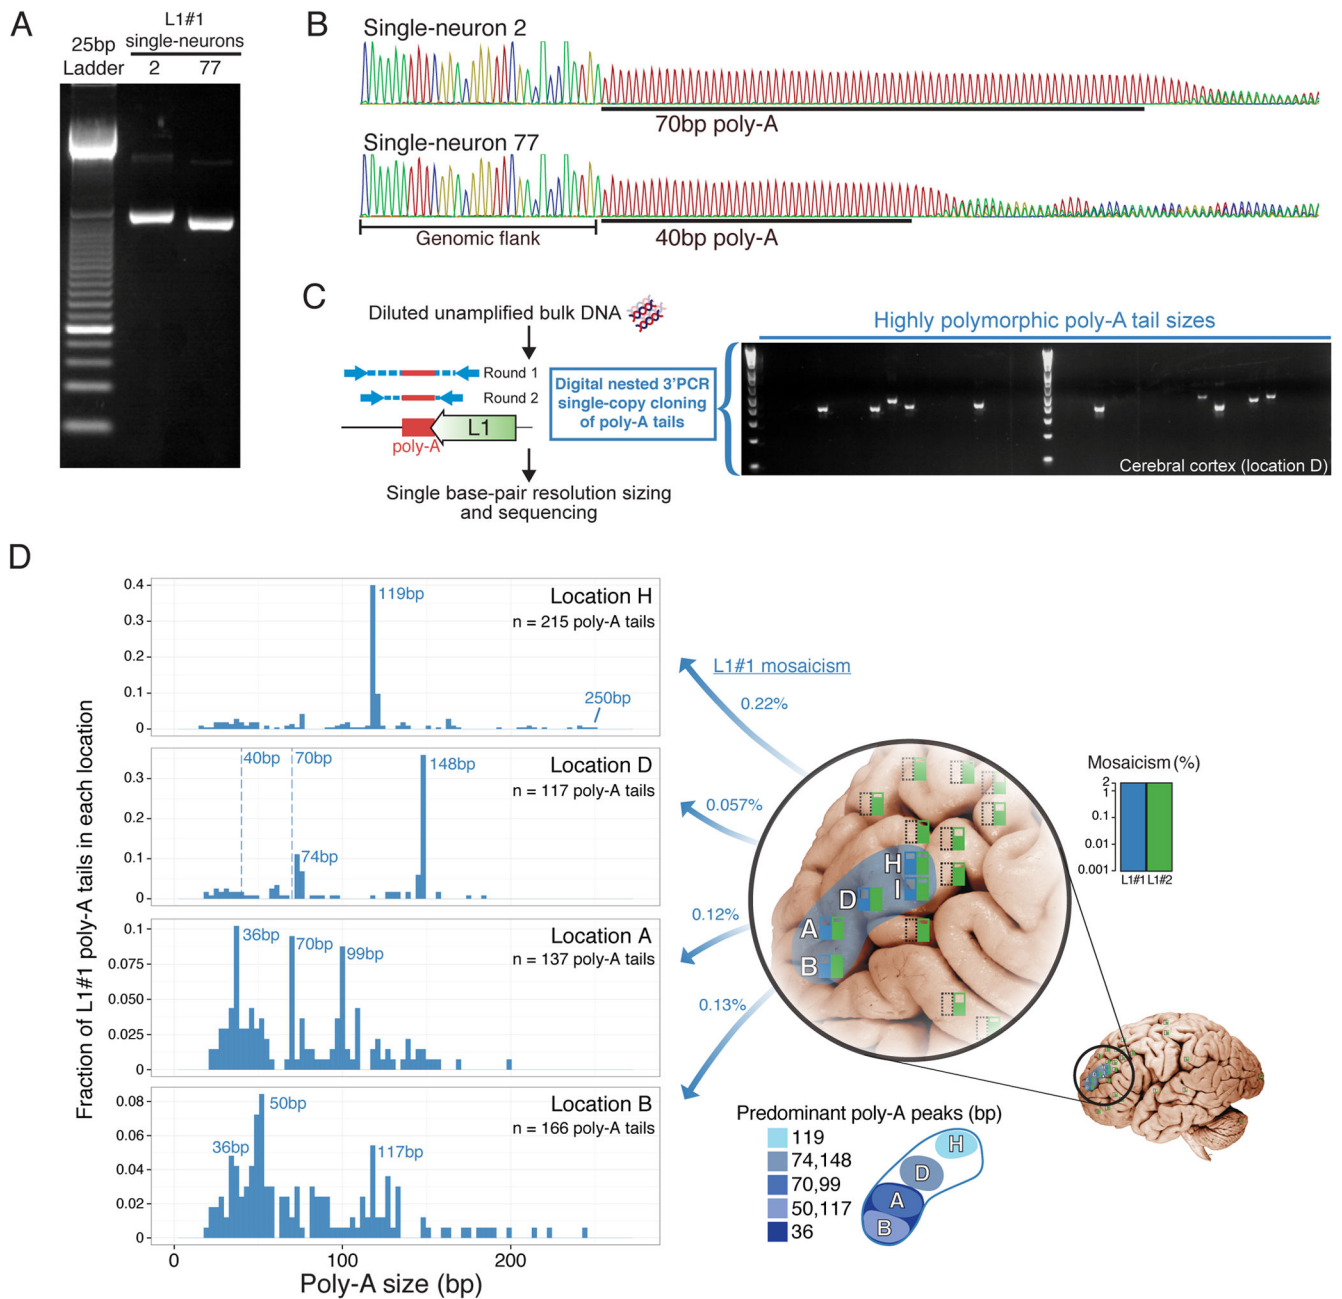 A
25bp
Ladder
L1#1
single-neurons
2
77
B
Single-neuron 2
70bp poly-A
Single-neuron 77
Genomic flank
40bp poly-A
C
Diluted unamplified bulk DNA
Round 1
Round 2
L1
poly-A
Single base-pair resolution sizing
and sequencing
Digital nested 3'PCR
single-copy cloning
of poly-A tails
Highly polymorphic poly-A tail sizes
Cerebral cortex (location D)
D
Fraction of L1#1 poly-A tails in each location
0.4
0.3
0.2
0.1
0
119bp
Location H
n = 215 poly-A tails
250bp
0.3
0.2
0.1
0
40bp
70bp
74bp
148bp
Location D
n = 117 poly-A tails
0.1
0.075
0.050
0.025
0
36bp
70bp
99bp
Location A
n = 137 poly-A tails
0.08
0.06
0.04
0.02
0
36bp
50bp
117bp
Location B
n = 166 poly-A tails
0
100
200
Poly-A size (bp)
L1#1 mosaicism
0.22%
0.057%
0.12%
0.13%
H
I
D
A
B
Mosaicism (%)
2
1
0.1
0.01
0.001
L1#1 L1#2
Predominant poly-A peaks (bp)
119
74,148
70,99
50,117
36
H
D
A
B